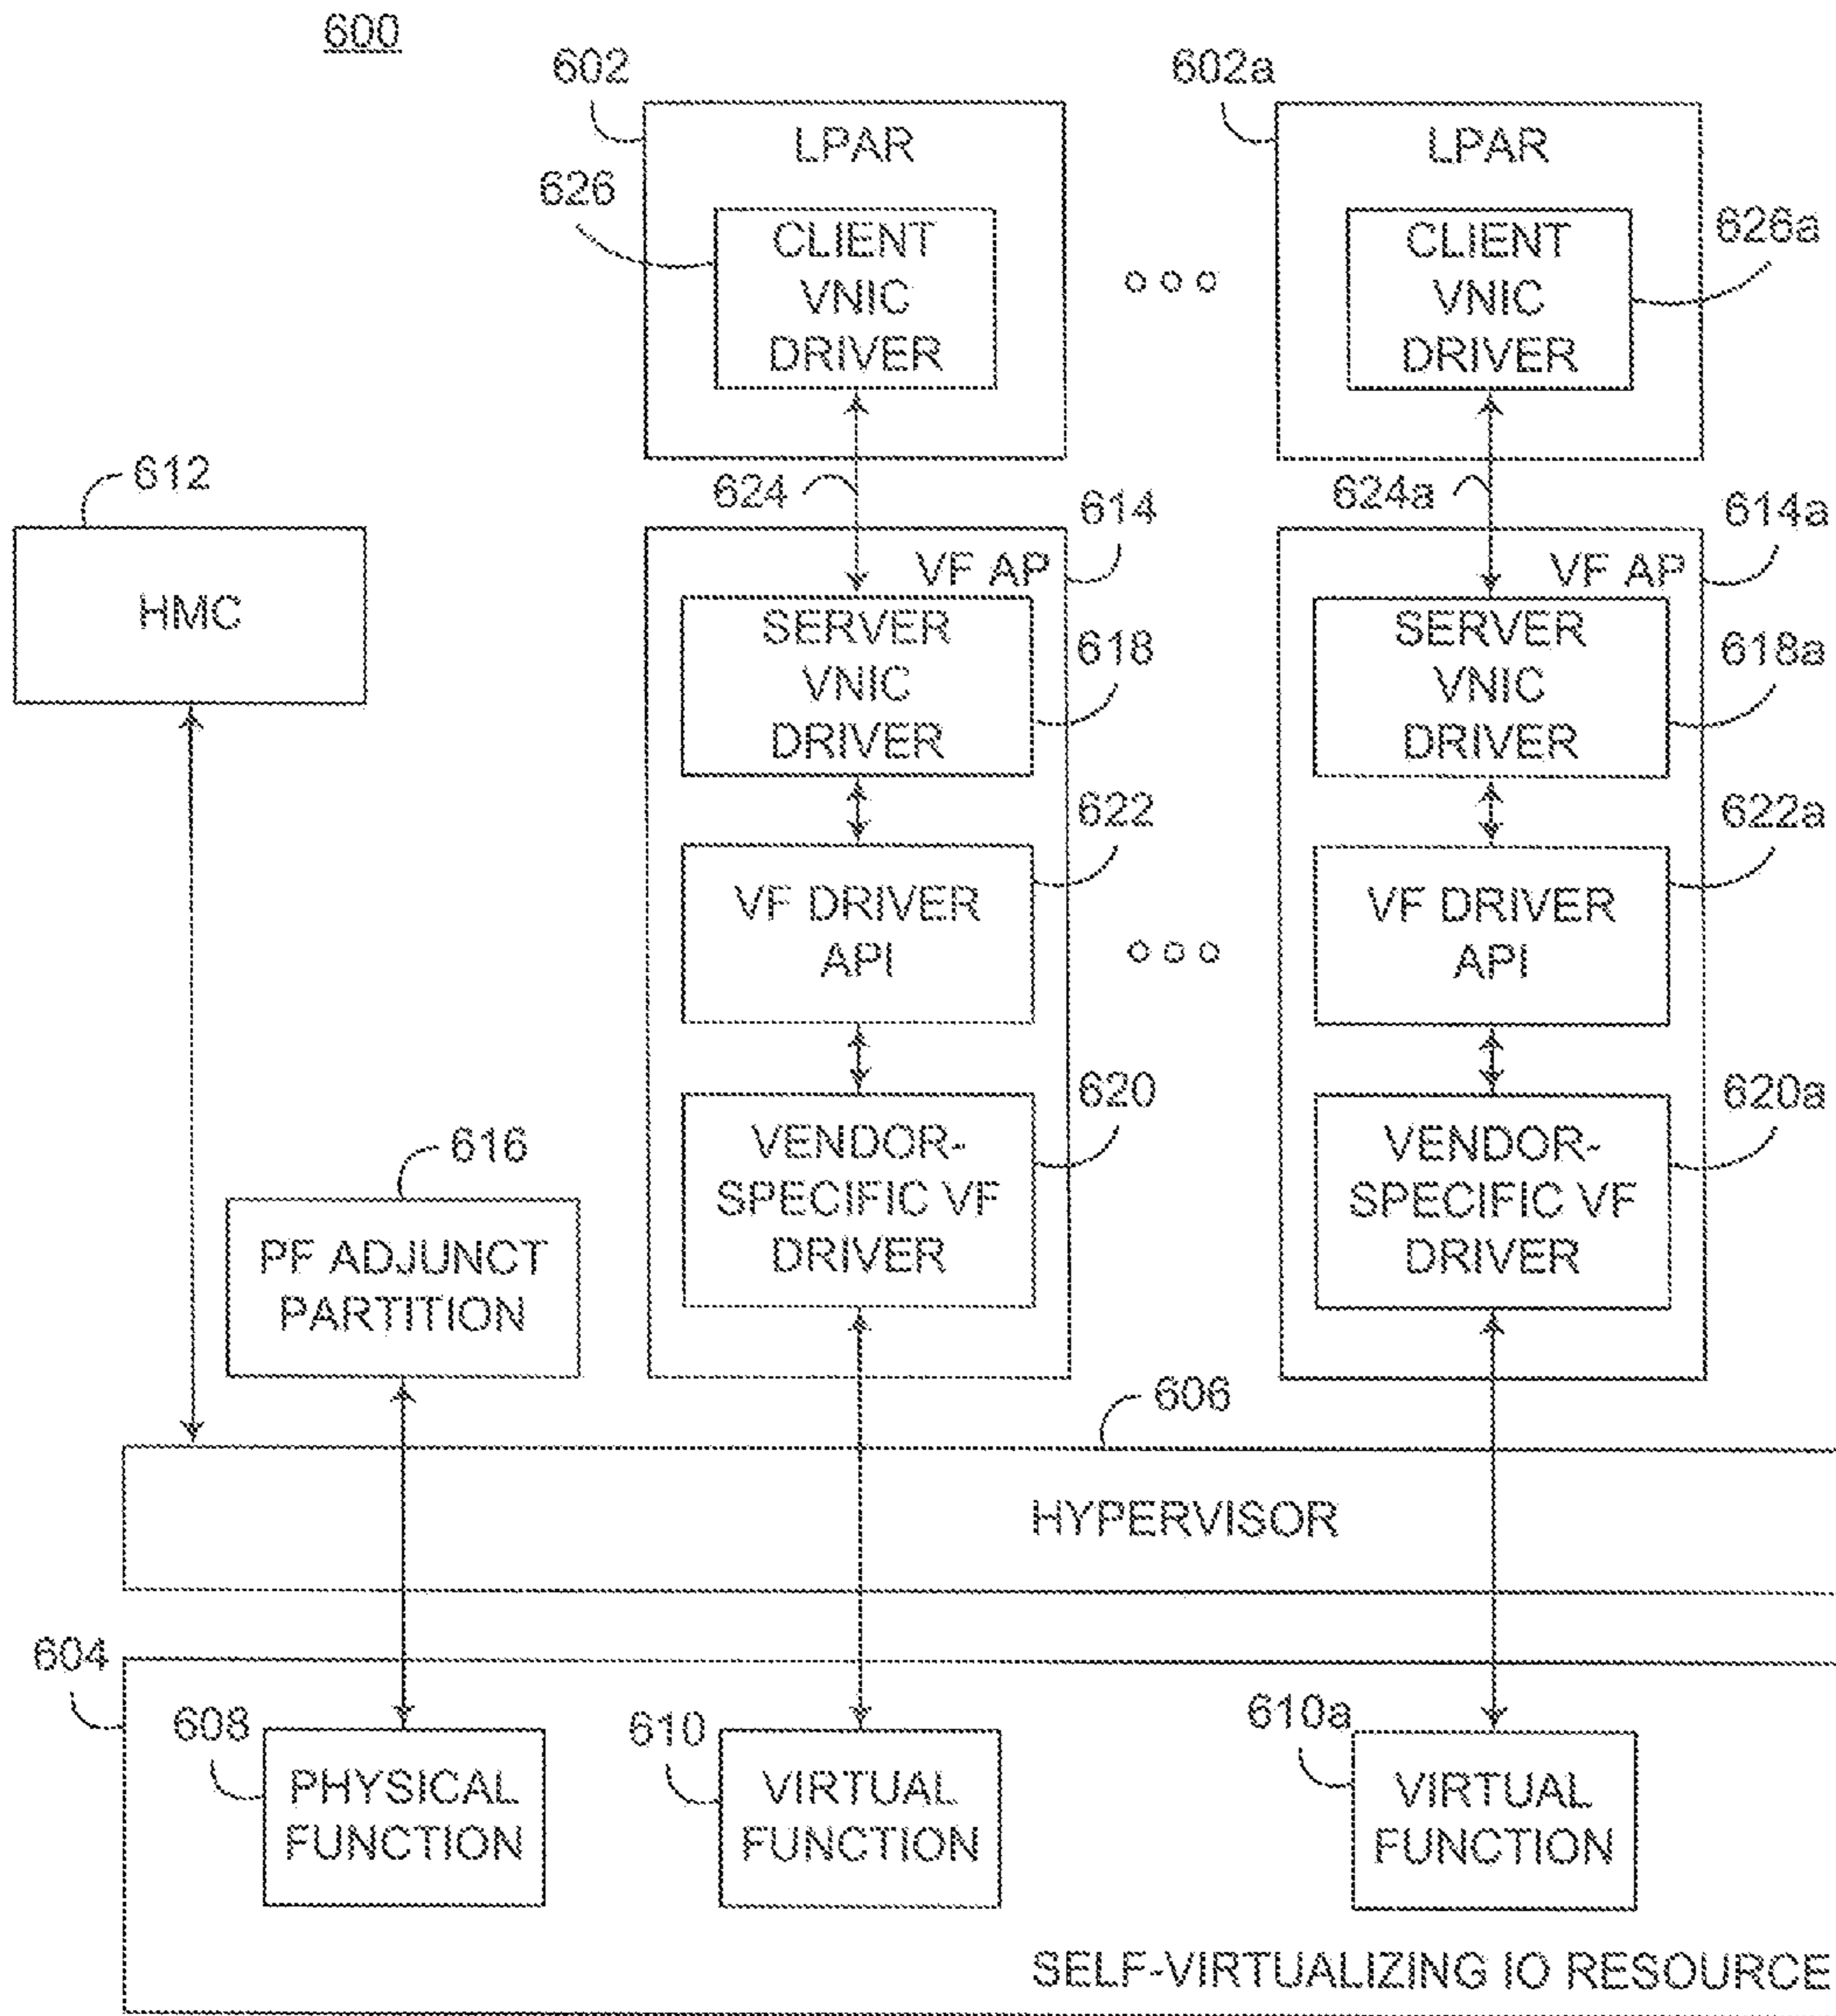 600
602
602a
LPAR
LPAR
626
CLIENT
VNIC
DRIVER
CLIENT
VNIC
DRIVER
626a
612
624
624a
614
614a
HMC
VF AP
VF AP
SERVER
VNIC
DRIVER
618
SERVER
VNIC
DRIVER
618a
622
622a
VF DRIVER
API
VF DRIVER
API
620
620a
616
VENDOR-
SPECIFIC VF
DRIVER
VENDOR-
SPECIFIC VF
DRIVER
PF ADJUNCT
PARTITION
606
HYPERVISOR
604
608
610
610a
PHYSICAL
FUNCTION
VIRTUAL
FUNCTION
VIRTUAL
FUNCTION
SELF-VIRTUALIZING IO RESOURCE